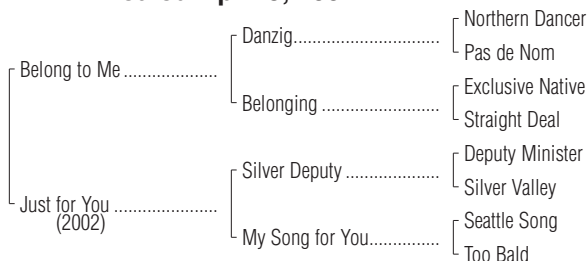 Northern Dancer
Danzig
Pas de Nom
Belong to Me
Exclusive Native
Belonging
Straight Deal
Deputy Minister
Silver Deputy
Silver Valley
Just for You
(2002)
Seattle Song
My Song for You
Too Bald